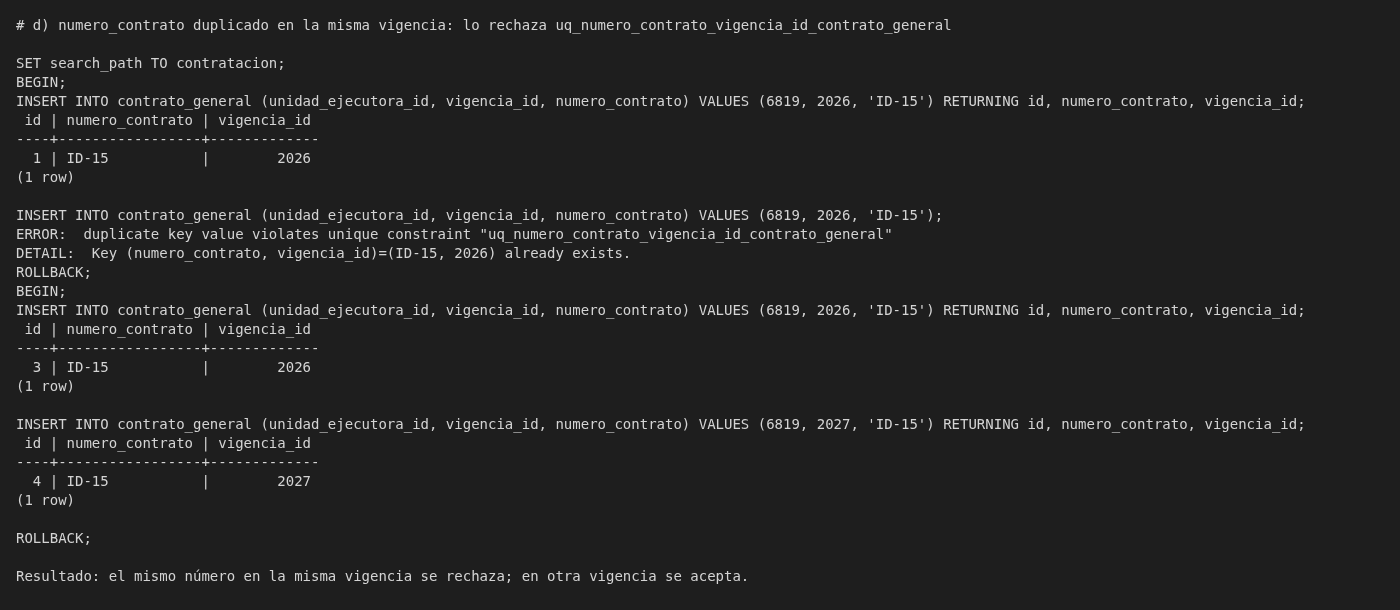 # d) numero_contrato duplicado en la misma vigencia: lo rechaza uq_numero_contrato_vigencia_id_contrato_general
SET search_path TO contratacion;
BEGIN;
INSERT INTO contrato_general (unidad_ejecutora_id, vigencia_id, numero_contrato) VALUES (6819, 2026, 'ID-15') RETURNING id, numero_contrato, vigencia_id;
 id | numero_contrato | vigencia_id
----+-----------------+-------------
  1 | ID-15           |        2026
(1 row)
INSERT INTO contrato_general (unidad_ejecutora_id, vigencia_id, numero_contrato) VALUES (6819, 2026, 'ID-15');
ERROR:  duplicate key value violates unique constraint "uq_numero_contrato_vigencia_id_contrato_general"
DETAIL:  Key (numero_contrato, vigencia_id)=(ID-15, 2026) already exists.
ROLLBACK;
BEGIN;
INSERT INTO contrato_general (unidad_ejecutora_id, vigencia_id, numero_contrato) VALUES (6819, 2026, 'ID-15') RETURNING id, numero_contrato, vigencia_id;
 id | numero_contrato | vigencia_id
----+-----------------+-------------
  3 | ID-15           |        2026
(1 row)
INSERT INTO contrato_general (unidad_ejecutora_id, vigencia_id, numero_contrato) VALUES (6819, 2027, 'ID-15') RETURNING id, numero_contrato, vigencia_id;
 id | numero_contrato | vigencia_id
----+-----------------+-------------
  4 | ID-15           |        2027
(1 row)
ROLLBACK;
Resultado: el mismo número en la misma vigencia se rechaza; en otra vigencia se acepta.